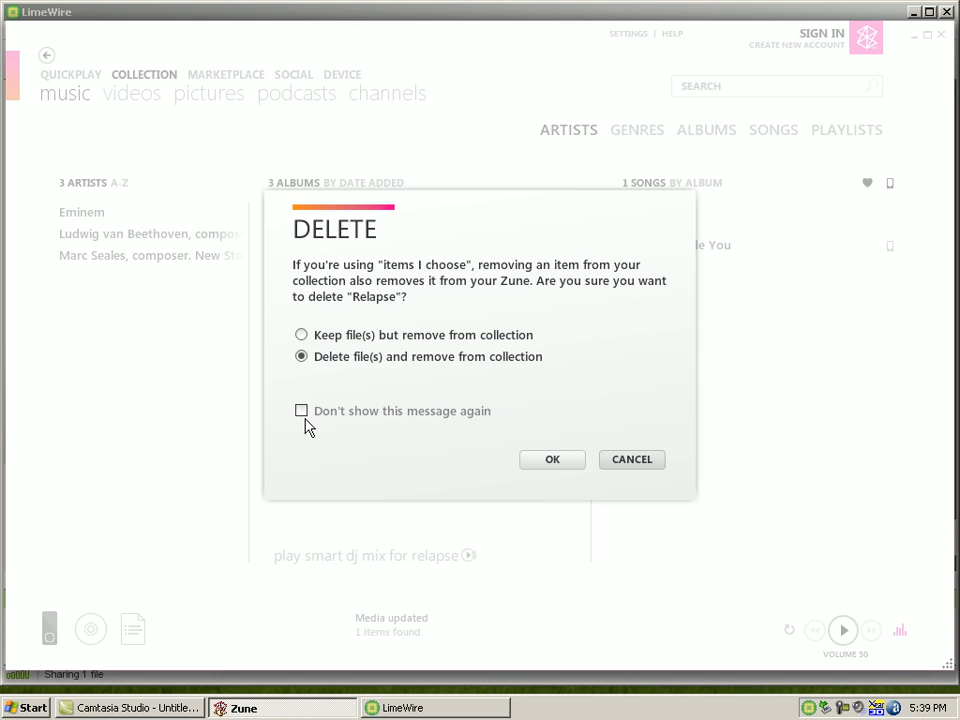 LimeWire
SETTINGS | HELP
SIGN IN
CREATE NEW ACCOUNT
QUICKPLAY COLLECTION MARKETPLACE SOCIAL DEVICE
music videos pictures podcasts channels
SEARCH
ARTISTS GENRES ALBUMS SONGS PLAYLISTS
3 ARTISTS A-Z
3 ALBUMS BY DATE ADDED
1 SONGS BY ALBUM
Eminem
Ludwig van Beethoven, compos
Marc Seales, composer. New Sto
You
DELETE
If you're using "items I choose", removing an item from your
collection also removes it from your Zune. Are you sure you want
to delete "Relapse"?
Keep file(s) but remove from collection
Delete file(s) and remove from collection
Don't show this message again
OK CANCEL
play smart dj mix for relapse
Media updated
1 items found
VOLUME 50
Sharing 1 file
Start Camtasia Studio - Untitle... Zune LimeWire 5:39 PM